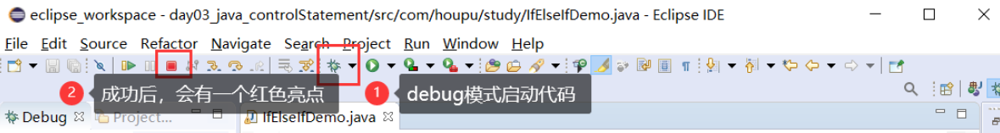 eclipse_workspace - day03_java_controlStatement/src/com/houpu/study/IfElseIfDemo.java - Eclipse IDE
File Edit Source Refactor Navigate Search Project Run Window Help
2 成功后，会有一个红色亮点 1 debug模式启动代码
Debug Project... IfElseIfDemo.java